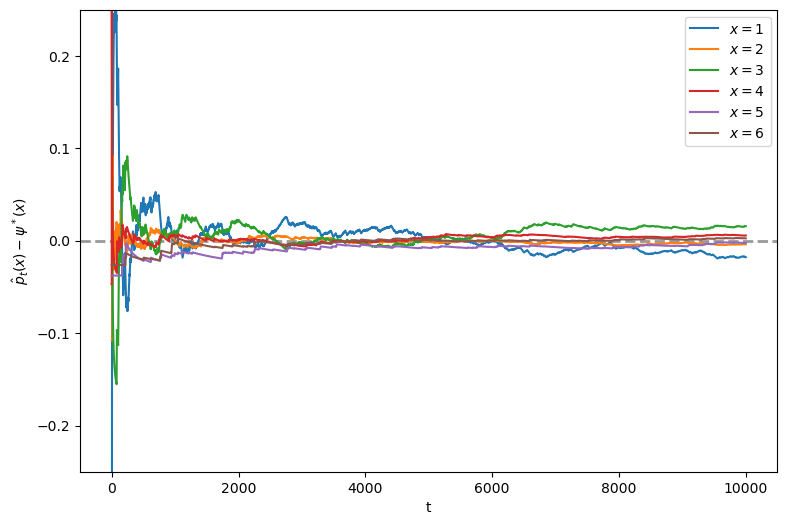 0.2
0.1
0.0
−0.1
−0.2
p̂ₜ(x) − ψ*(x)
x = 1
x = 2
x = 3
x = 4
x = 5
x = 6
0 2000 4000 6000 8000 10000
t